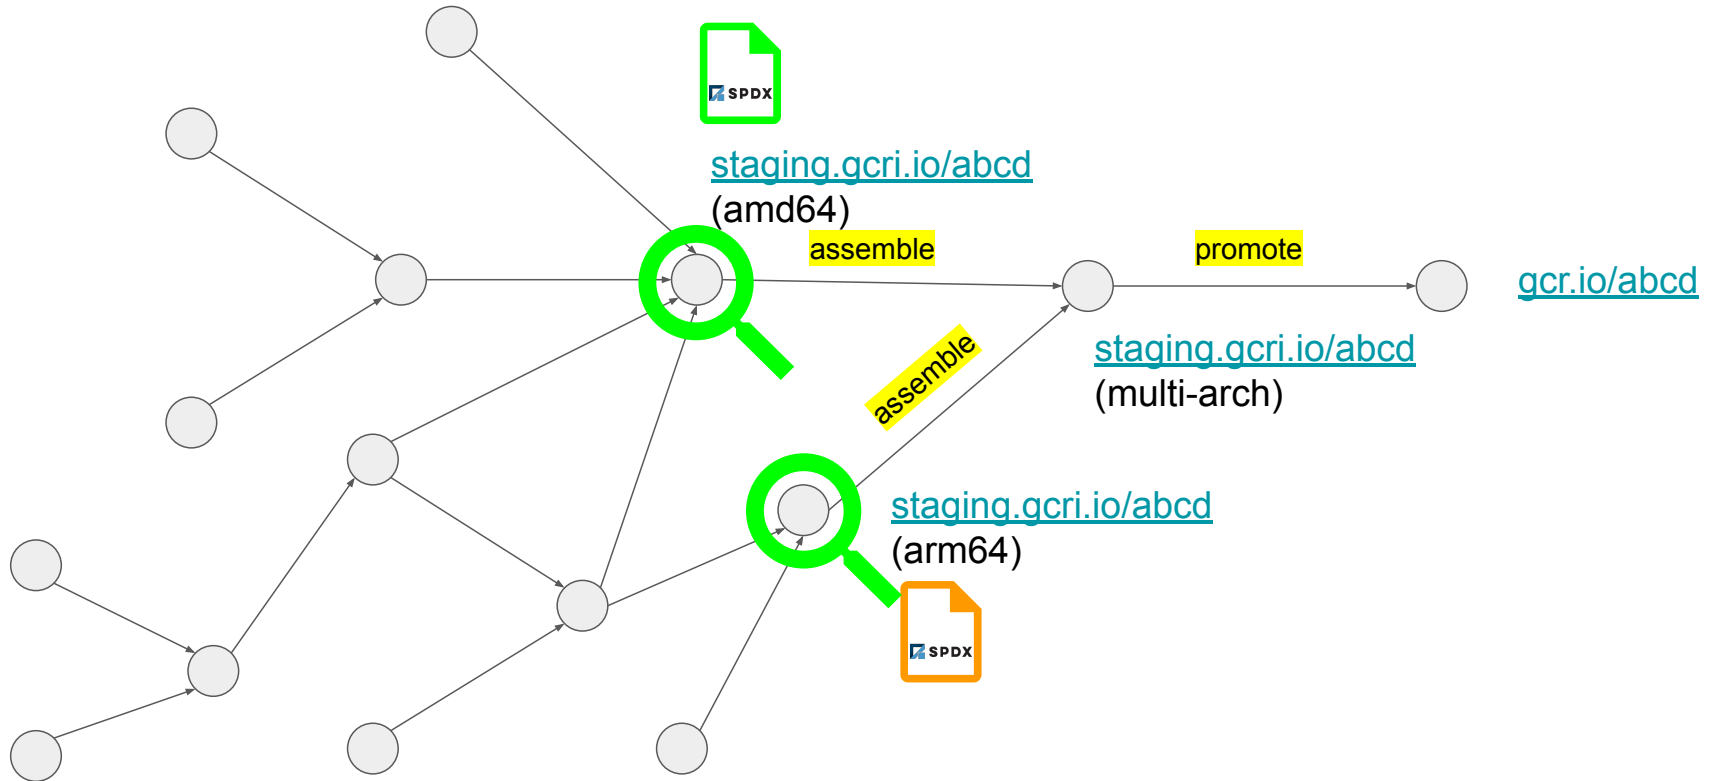 SPDX
staging.gcri.io/abcd
(amd64)
assemble
promote
gcr.io/abcd
staging.gcri.io/abcd
(multi-arch)
assemble
staging.gcri.io/abcd
(arm64)
SPDX